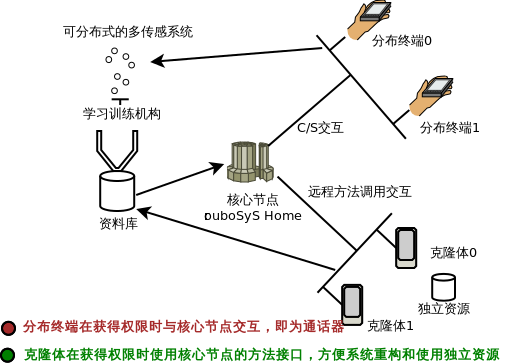 可分布式的多传感系统
分布终端0
学习训练机构
C/S交互
分布终端1
远程方法调用交互
核心节点
ouboSyS Home
资料库
克隆体0
独立资源
克隆体1
分布终端在获得权限时与核心节点交互，即为通话器
克隆体在获得权限时使用核心节点的方法接口，方便系统重构和使用独立资源